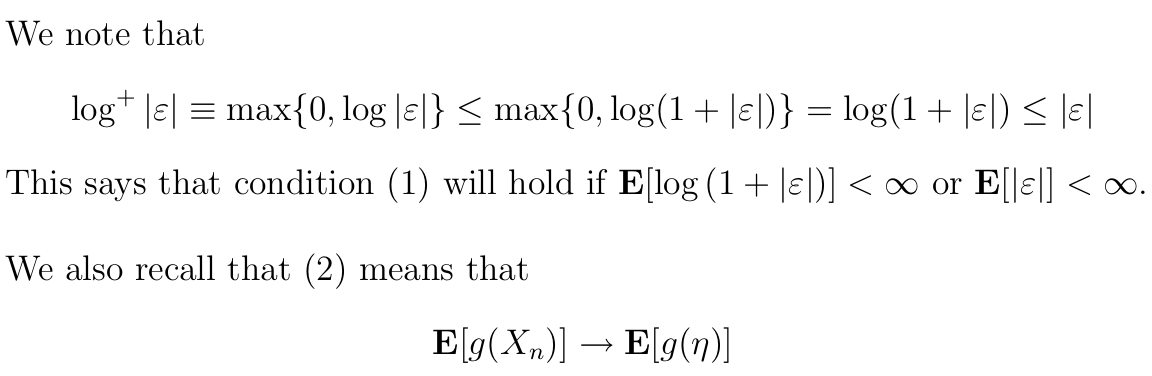 We note that
log⁺ |ε| ≡ max{0, log |ε|} ≤ max{0, log(1 + |ε|)} = log(1 + |ε|) ≤ |ε|
This says that condition (1) will hold if E[log (1 + |ε|)] < ∞ or E[|ε|] < ∞.
We also recall that (2) means that
E[g(Xₙ)] → E[g(η)]